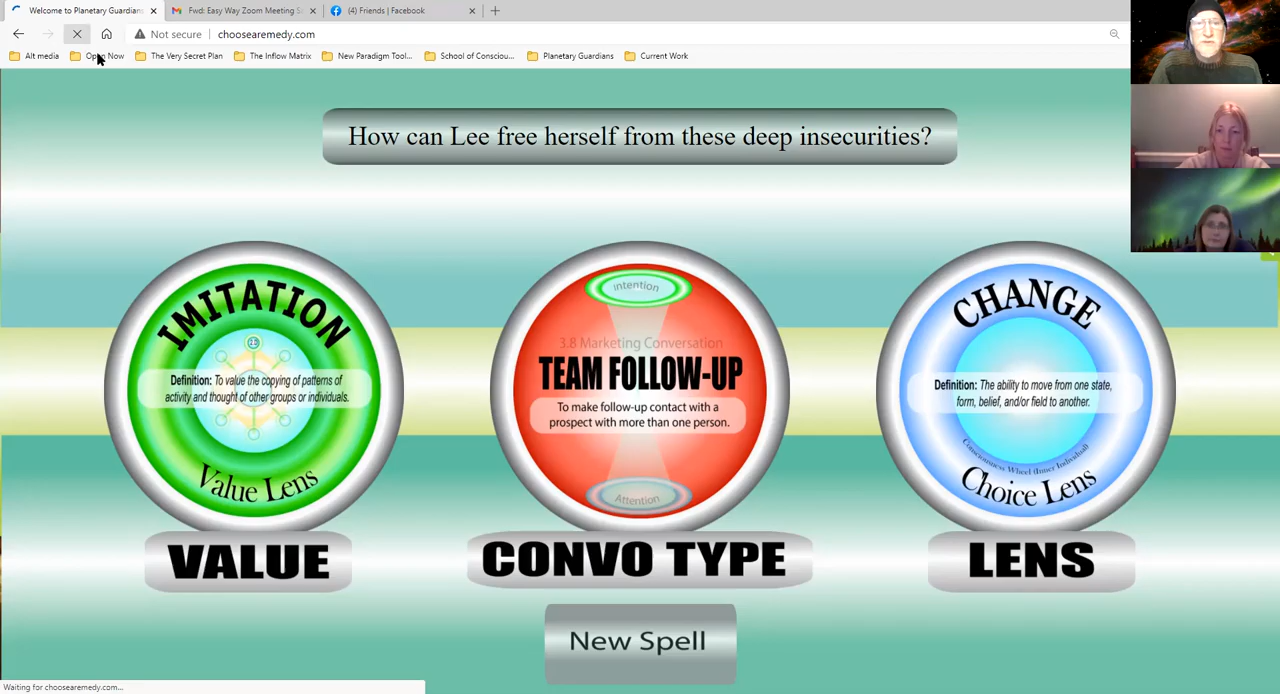 Welcome to Planetary Guardians
Fwd: Easy Way Zoom Meeting S
(4) Friends | Facebook
Not secure
choosearemedy.com
Alt media
Open Now
The Very Secret Plan
The Inflow Matrix
New Paradigm Tool...
School of Consciou...
Planetary Guardians
Current Work
How can Lee free herself from these deep insecurities?
IMITATION
Definition: To value the copying of patterns of
activity and thought of other groups or individuals.
Value Lens
VALUE
Intention
3.8 Marketing Conversation
TEAM FOLLOW-UP
To make follow-up contact with a
prospect with more than one person.
Attention
CONVO TYPE
CHANGE
Definition: The ability to move from one state,
form, belief, and/or field to another.
Consciousness Wheel (Inner Individual)
Choice Lens
LENS
New Spell
Waiting for choosearemedy.com...